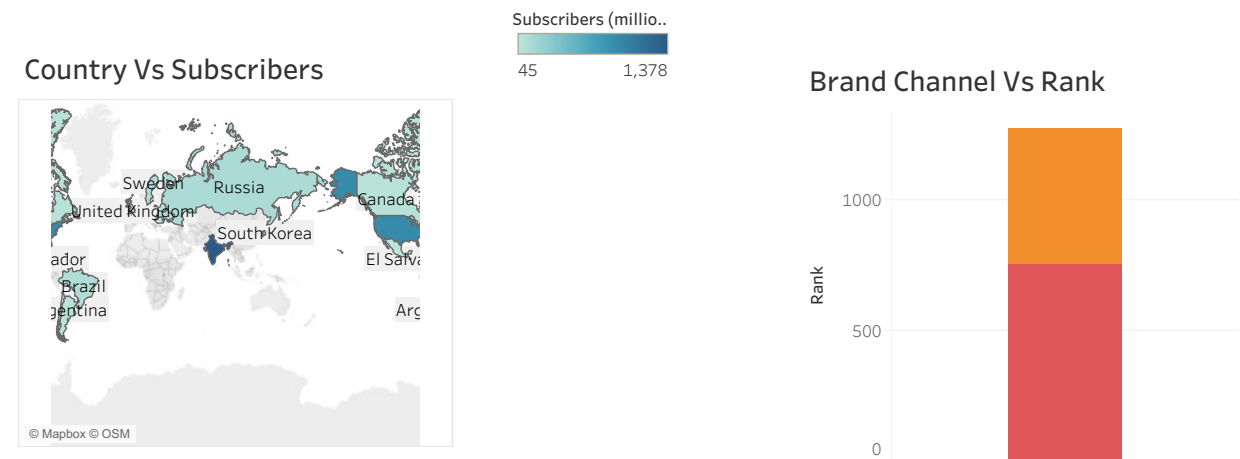 Subscribers (millio..
45 1,378
Country Vs Subscribers
Brand Channel Vs Rank
Sweden
Russia
Canada
United Kingdom
South Korea
ador
El Salva
Brazil
gentina
Arg
© Mapbox © OSM
Rank
1000
500
0